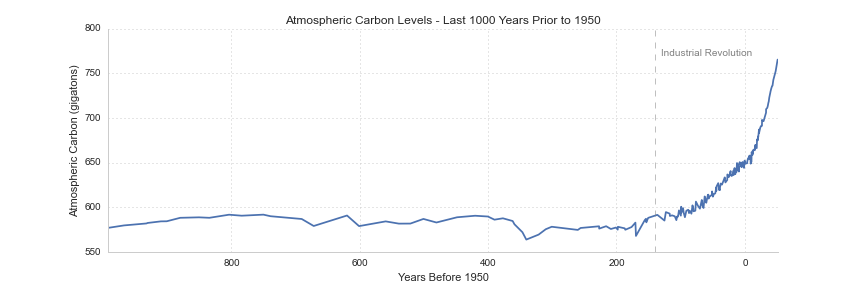 Atmospheric Carbon Levels - Last 1000 Years Prior to 1950
Atmospheric Carbon (gigatons)
800
750
700
650
600
550
Industrial Revolution
800
600
400
200
0
Years Before 1950